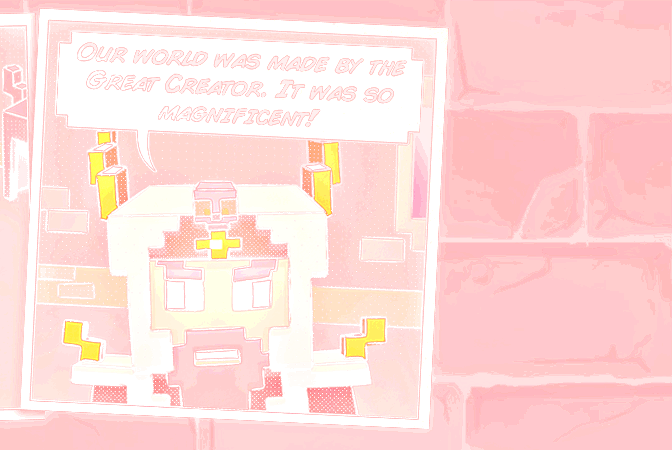 OUR WORLD WAS MADE BY THE
GREAT CREATOR. IT WAS SO
MAGNIFICENT!